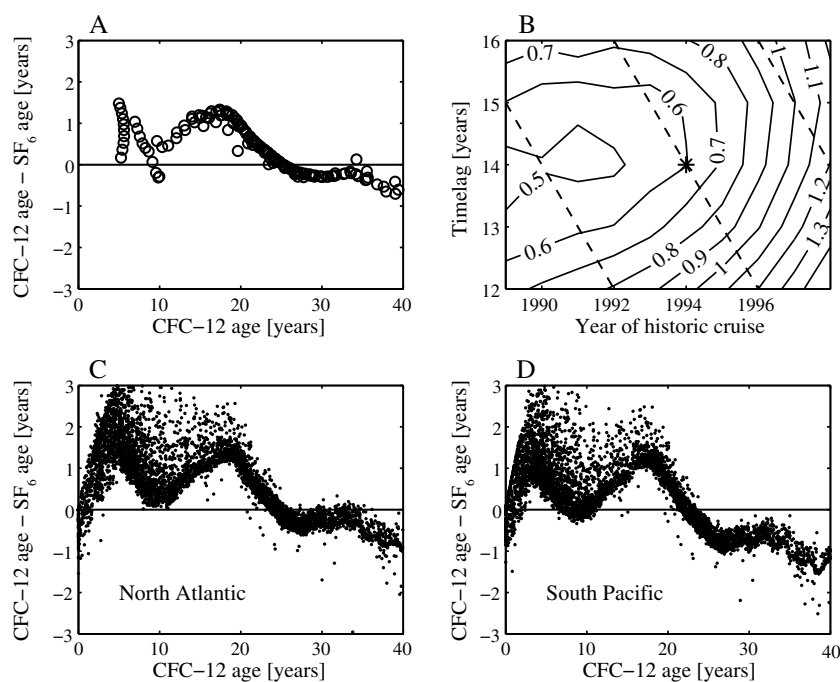 A
CFC−12 age − SF6 age [years]
3
2
1
0
−1
−2
−3
0 10 20 30 40
CFC−12 age [years]
B
Timelag [years]
16
15
14
13
12
1990 1992 1994 1996
Year of historic cruise
0.7
0.8
1
1.1
0.6
0.7
0.5
1.2
0.6
0.8
0.9
1
1.3
C
CFC−12 age − SF6 age [years]
3
2
1
0
−1
−2
−3
North Atlantic
0 10 20 30 40
CFC−12 age [years]
D
CFC−12 age − SF6 age [years]
3
2
1
0
−1
−2
−3
South Pacific
0 10 20 30 40
CFC−12 age [years]